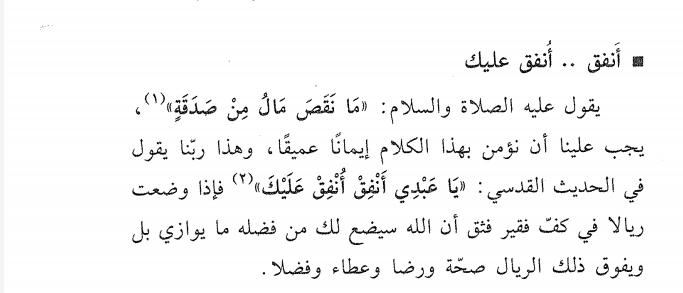 ■ أَنفق .. أُنفق عليك
يقول عليه الصلاة والسلام: «مَا نَقَصَ مَالُ مِنْ صَدَقَةٍ»(١)،
يجب علينا أن نؤمن بهذا الكلام إيمانًا عميقًا، وهذا ربّنا يقول
في الحديث القدسي: «يَا عَبْدِي أَنْفِقْ أُنْفِقْ عَلَيْكَ»(٢) فإذا وضعت
ريالا في كفّ فقير فثق أن الله سيضع لك من فضله ما يوازي بل
ويفوق ذلك الريال صحّة ورضا وعطاء وفضلا.